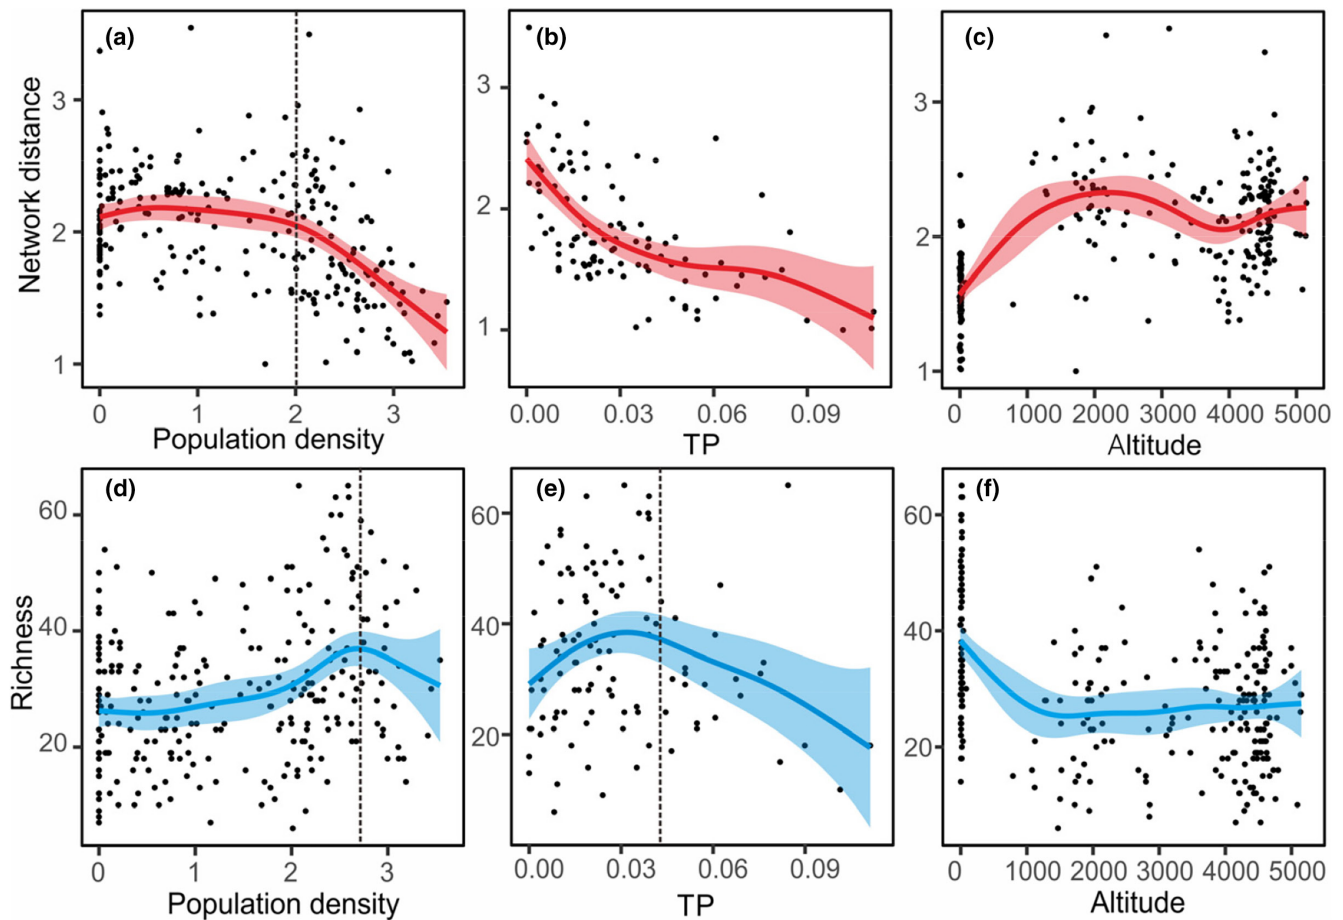 (a)
(b)
(c)
Network distance
3
2
1
0 1 2 3
Population density
3
2
1
0.00 0.03 0.06 0.09
TP
3
2
1
0 1000 2000 3000 4000 5000
Altitude
(d)
(e)
(f)
Richness
60
40
20
0 1 2 3
Population density
60
40
20
0.00 0.03 0.06 0.09
TP
60
40
20
0 1000 2000 3000 4000 5000
Altitude